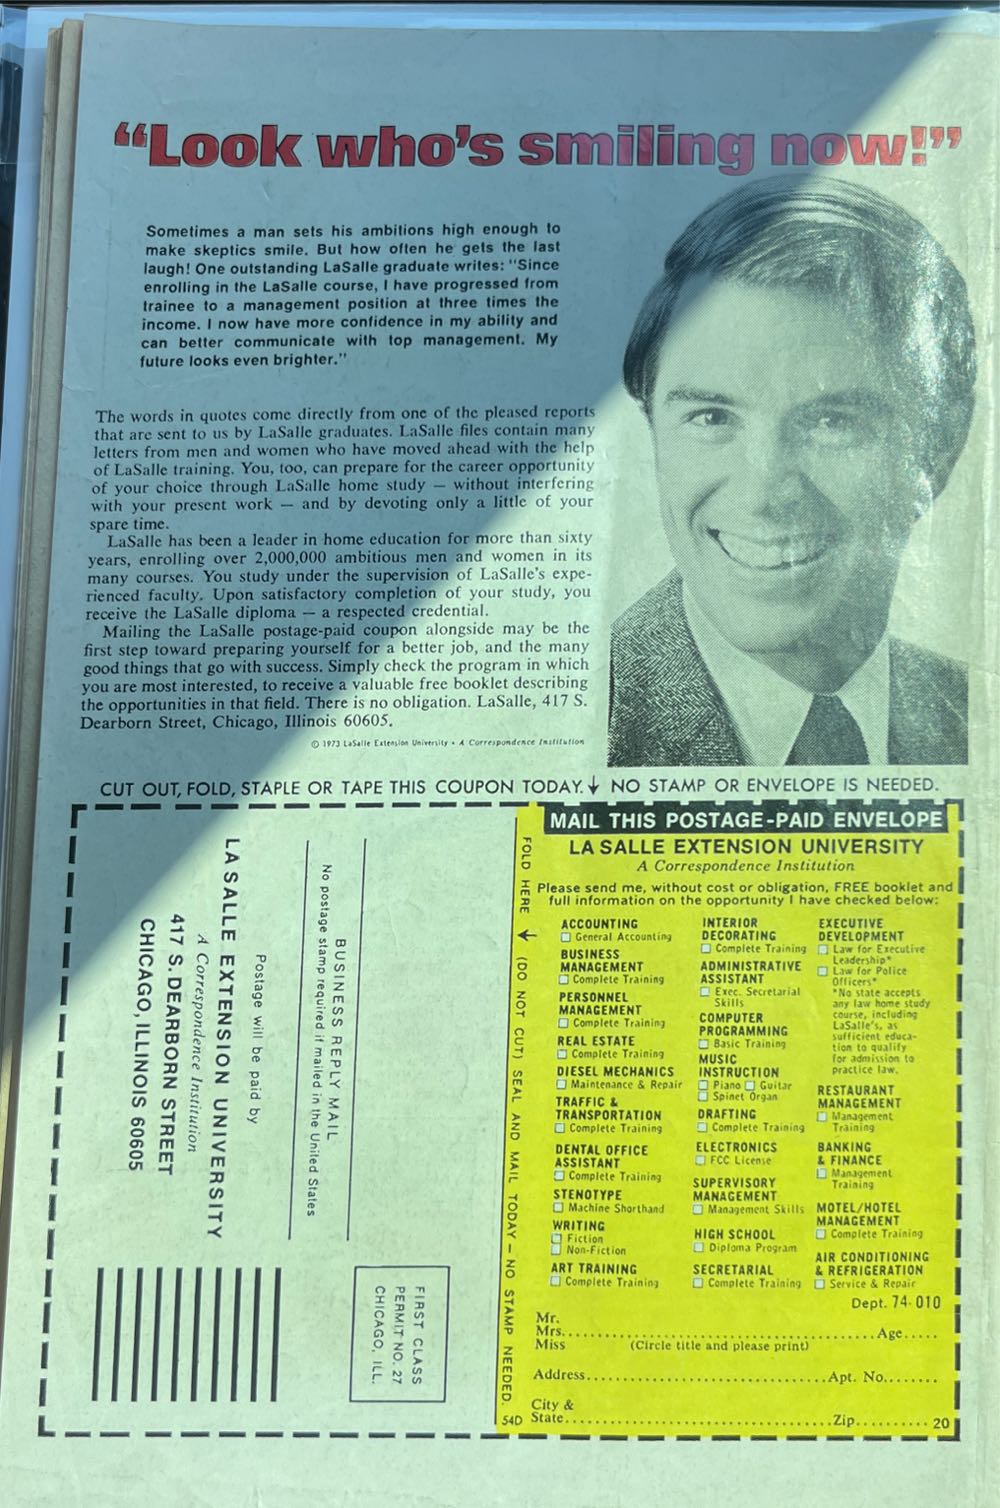 “Look who’s smiling now!”
Sometimes a man sets his ambitions high enough to
make skeptics smile. But how often he gets the last
laugh! One outstanding LaSalle graduate writes: “Since
enrolling in the LaSalle course, I have progressed from
trainee to a management position at three times the
income. I now have more confidence in my ability and
can better communicate with top management. My
future looks even brighter.”
The words in quotes come directly from one of the pleased reports
that are sent to us by LaSalle graduates. LaSalle files contain many
letters from men and women who have moved ahead with the help
of LaSalle training. You, too, can prepare for the career opportunity
of your choice through LaSalle home study — without interfering
with your present work — and by devoting only a little of your
spare time.
LaSalle has been a leader in home education for more than sixty
years, enrolling over 2,000,000 ambitious men and women in its
many courses. You study under the supervision of LaSalle’s expe-
rienced faculty. Upon satisfactory completion of your study, you
receive the LaSalle diploma — a respected credential.
Mailing the LaSalle postage-paid coupon alongside may be the
first step toward preparing yourself for a better job, and the many
good things that go with success. Simply check the program in which
you are most interested, to receive a valuable free booklet describing
the opportunities in that field. There is no obligation. LaSalle, 417 S.
Dearborn Street, Chicago, Illinois 60605.
© 1973 LaSalle Extension University • A Correspondence Institution
CUT OUT, FOLD, STAPLE OR TAPE THIS COUPON TODAY. ↓ NO STAMP OR ENVELOPE IS NEEDED.
FIRST CLASS
PERMIT NO. 27
CHICAGO, ILL.
BUSINESS REPLY MAIL
No postage stamp required if mailed in the United States
Postage will be paid by
LA SALLE EXTENSION UNIVERSITY
A Correspondence Institution
417 S. DEARBORN STREET
CHICAGO, ILLINOIS 60605
FOLD HERE ↓ (DO NOT CUT) SEAL AND MAIL TODAY — NO STAMP NEEDED.
54D
MAIL THIS POSTAGE-PAID ENVELOPE
LA SALLE EXTENSION UNIVERSITY
A Correspondence Institution
Please send me, without cost or obligation, FREE booklet and
full information on the opportunity I have checked below:
ACCOUNTING
☐ General Accounting
BUSINESS
MANAGEMENT
☐ Complete Training
PERSONNEL
MANAGEMENT
☐ Complete Training
REAL ESTATE
☐ Complete Training
DIESEL MECHANICS
☐ Maintenance & Repair
TRAFFIC &
TRANSPORTATION
☐ Complete Training
DENTAL OFFICE
ASSISTANT
☐ Complete Training
STENOTYPE
☐ Machine Shorthand
WRITING
☐ Fiction
☐ Non-Fiction
ART TRAINING
☐ Complete Training
INTERIOR
DECORATING
☐ Complete Training
ADMINISTRATIVE
ASSISTANT
☐ Exec. Secretarial
Skills
COMPUTER
PROGRAMMING
☐ Basic Training
MUSIC
INSTRUCTION
☐ Piano ☐ Guitar
☐ Spinet Organ
DRAFTING
☐ Complete Training
ELECTRONICS
☐ FCC License
SUPERVISORY
MANAGEMENT
☐ Management Skills
HIGH SCHOOL
☐ Diploma Program
SECRETARIAL
☐ Complete Training
EXECUTIVE
DEVELOPMENT
☐ Law for Executive
Leadership*
☐ Law for Police
Officers*
*No state accepts
any law home study
course, including
LaSalle’s, as
sufficient educa-
tion to qualify
for admission to
practice law.
RESTAURANT
MANAGEMENT
☐ Management
Training
BANKING
& FINANCE
☐ Management
Training
MOTEL/HOTEL
MANAGEMENT
☐ Complete Training
AIR CONDITIONING
& REFRIGERATION
☐ Service & Repair
Dept. 74-010
Mr.
Mrs.......................................................Age.....
Miss (Circle title and please print)
Address............................................Apt. No........
City &
State................................................Zip.......... 20